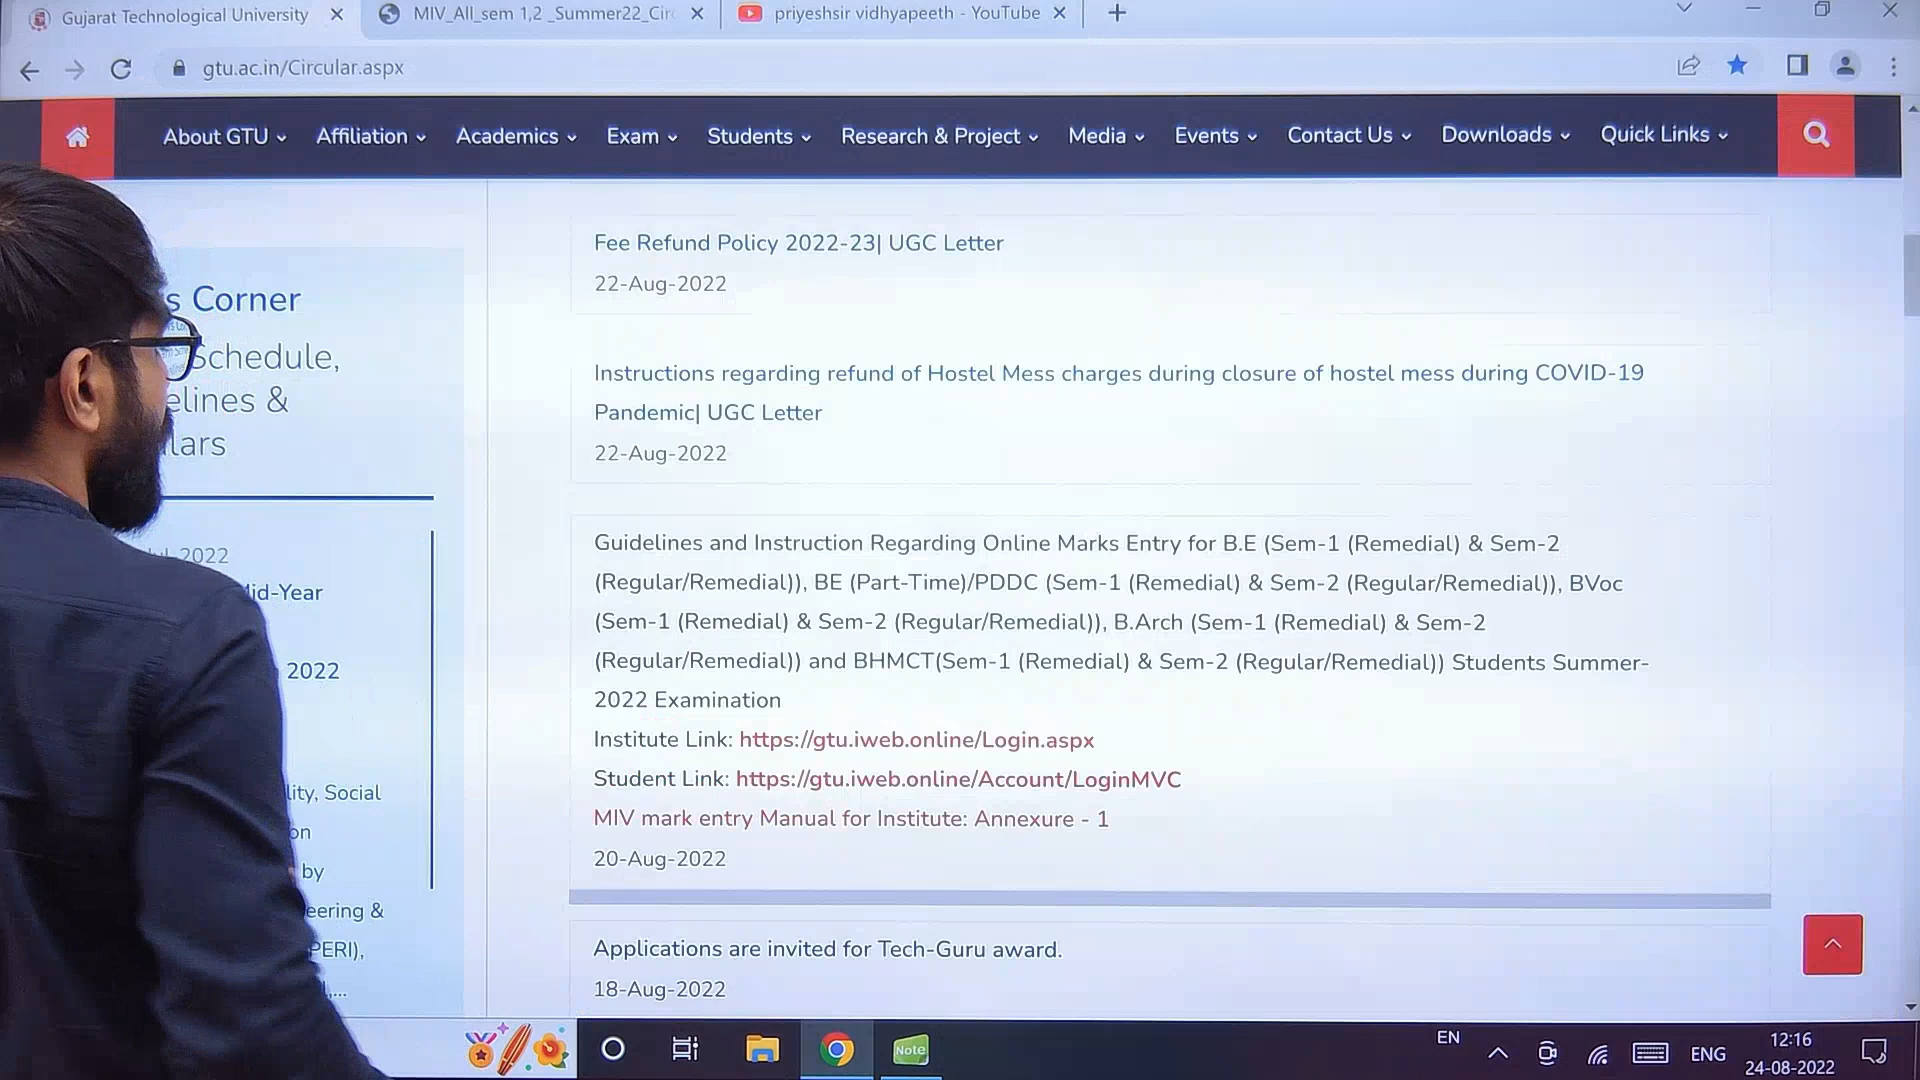 Gujarat Technological University
MIV_All_sem 1,2 _Summer22_Cir
priyeshsir vidhyapeeth - YouTube
gtu.ac.in/Circular.aspx
About GTU
Affiliation
Academics
Exam
Students
Research & Project
Media
Events
Contact Us
Downloads
Quick Links
s Corner
Schedule,
elines &
lars
2022
id-Year
2022
lity, Social
on
by
eering &
PERI),
...
Fee Refund Policy 2022-23| UGC Letter
22-Aug-2022
Instructions regarding refund of Hostel Mess charges during closure of hostel mess during COVID-19
Pandemic| UGC Letter
22-Aug-2022
Guidelines and Instruction Regarding Online Marks Entry for B.E (Sem-1 (Remedial) & Sem-2
(Regular/Remedial)), BE (Part-Time)/PDDC (Sem-1 (Remedial) & Sem-2 (Regular/Remedial)), BVoc
(Sem-1 (Remedial) & Sem-2 (Regular/Remedial)), B.Arch (Sem-1 (Remedial) & Sem-2
(Regular/Remedial)) and BHMCT(Sem-1 (Remedial) & Sem-2 (Regular/Remedial)) Students Summer-
2022 Examination
Institute Link: https://gtu.iweb.online/Login.aspx
Student Link: https://gtu.iweb.online/Account/LoginMVC
MIV mark entry Manual for Institute: Annexure - 1
20-Aug-2022
Applications are invited for Tech-Guru award.
18-Aug-2022
Note
EN
ENG
12:16
24-08-2022